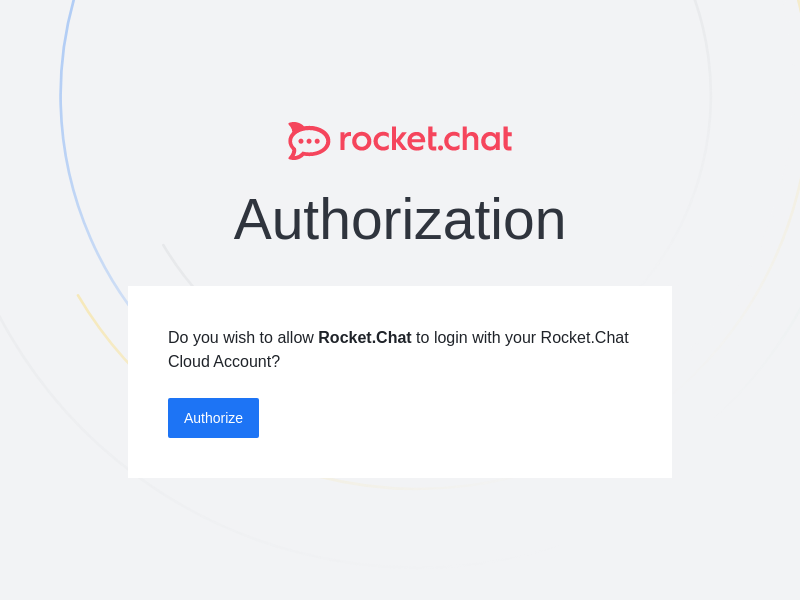 rocket.chat
Authorization
Do you wish to allow Rocket.Chat to login with your Rocket.Chat
Cloud Account?
Authorize